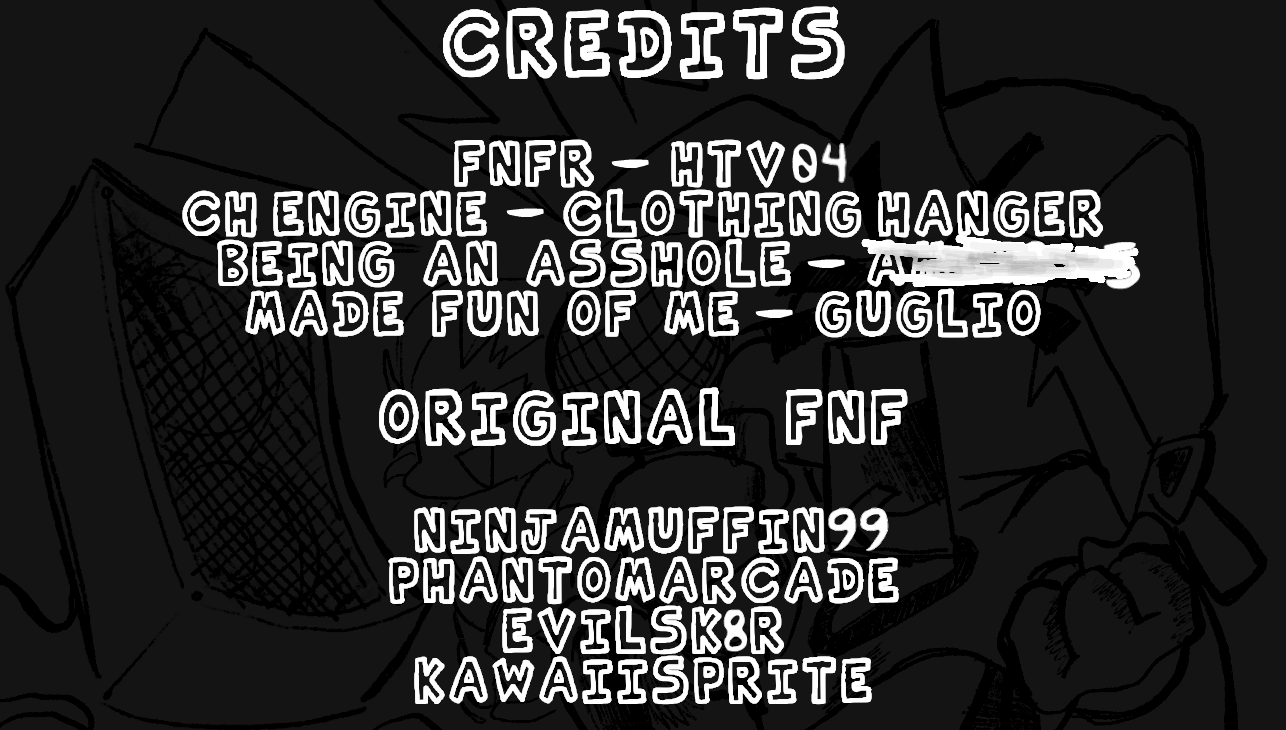 CREDITS
FNFR - HTV04
CH ENGINE - CLOTHING HANGER
BEING AN ASSHOLE -
MADE FUN OF ME - GUGLIO
ORIGINAL FNF
NINJAMUFFIN99
PHANTOMARCADE
EVILSK8R
KAWAIISPRITE